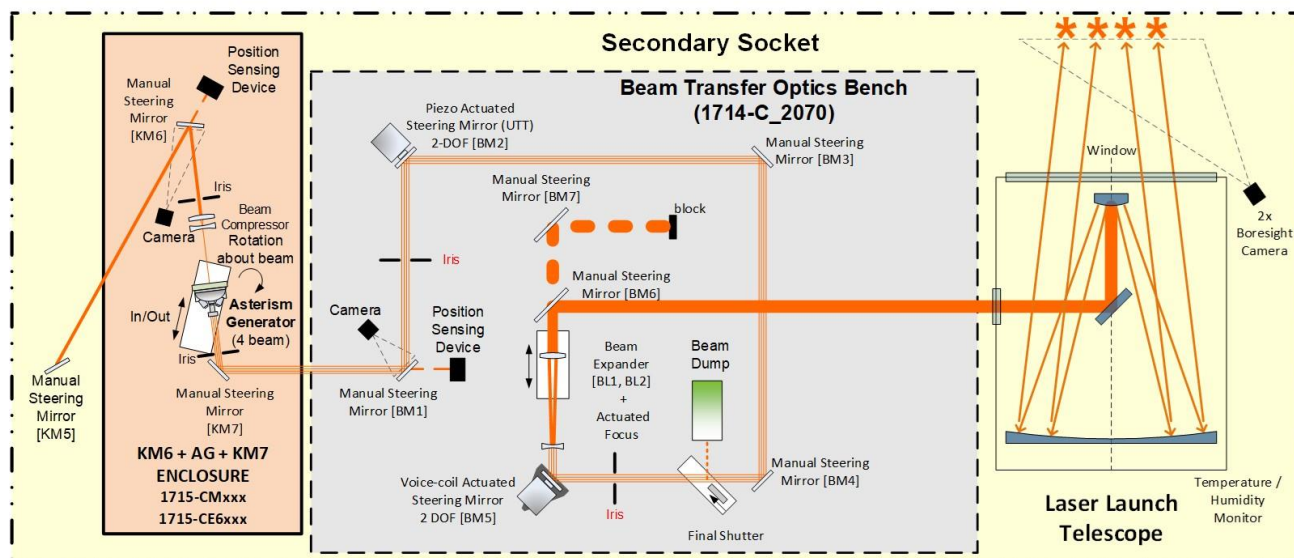 Secondary Socket
Position
Sensing
Device
Manual
Steering
Mirror
[KM6]
Iris
Camera
Beam
Compressor
Rotation
about beam
In/Out
Asterism
Generator
(4 beam)
Iris
Manual
Steering
Mirror
[KM5]
Manual Steering
Mirror
[KM7]
KM6 + AG + KM7
ENCLOSURE
1715-CMxxx
1715-CE6xxx
Beam Transfer Optics Bench
(1714-C_2070)
Piezo Actuated
Steering Mirror (UTT)
2-DOF [BM2]
Manual Steering
Mirror [BM3]
Manual Steering
Mirror [BM7]
block
Iris
Manual Steering
Mirror [BM6]
Camera
Position
Sensing
Device
Manual Steering
Mirror [BM1]
Beam
Expander
[BL1, BL2]
+
Actuated
Focus
Beam
Dump
Voice-coil Actuated
Steering Mirror
2 DOF [BM5]
Iris
Final Shutter
Manual Steering
Mirror [BM4]
Window
2x
Boresight
Camera
Laser Launch
Telescope
Temperature /
Humidity
Monitor